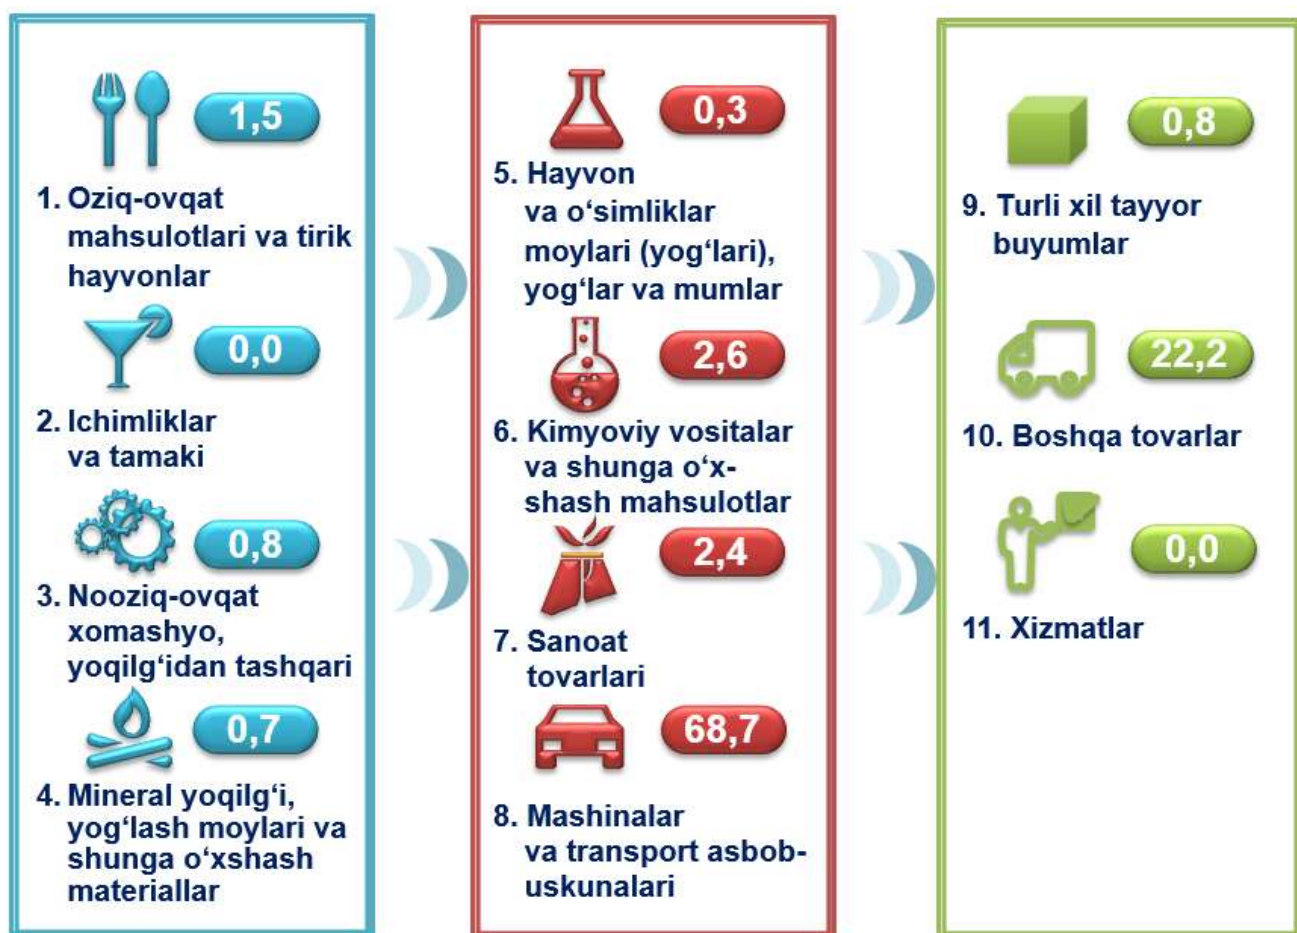 1,5
1. Oziq-ovqat
mahsulotlari va tirik
hayvonlar
0,0
2. Ichimliklar
va tamaki
0,8
3. Nooziq-ovqat
xomashyo,
yoqilg‘idan tashqari
0,7
4. Mineral yoqilg‘i,
yog‘lash moylari va
shunga o‘xshash
materiallar
0,3
5. Hayvon
va o‘simliklar
moylari (yog‘lari),
yog‘lar va mumlar
2,6
6. Kimyoviy vositalar
va shunga o‘x-
shash mahsulotlar
2,4
7. Sanoat
tovarlari
68,7
8. Mashinalar
va transport asbob-
uskunalari
0,8
9. Turli xil tayyor
buyumlar
22,2
10. Boshqa tovarlar
0,0
11. Xizmatlar